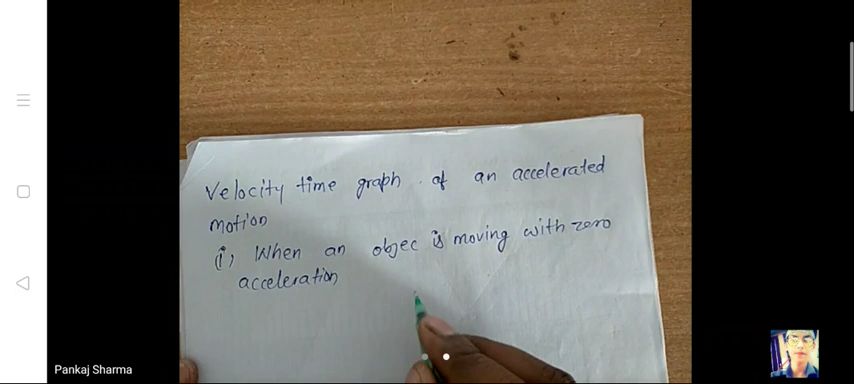 Velocity time graph of an accelerated
motion
(i) When an objec is moving with zero
acceleration
Pankaj Sharma